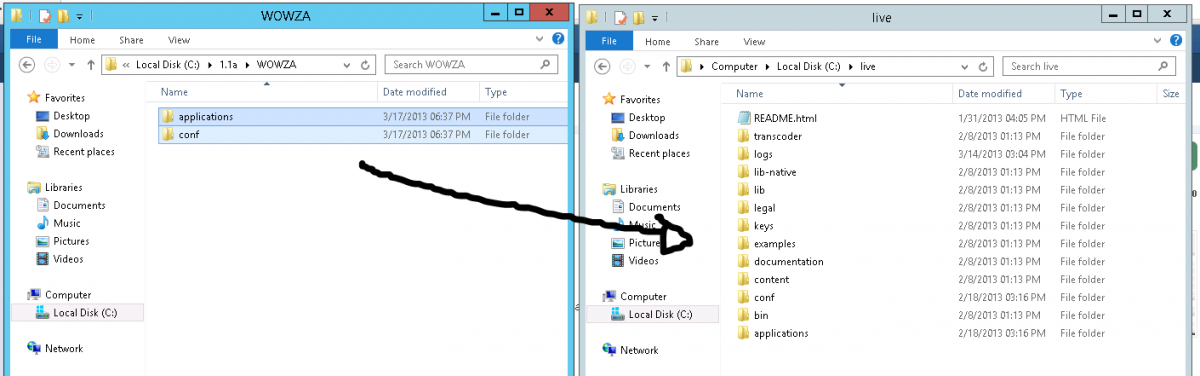 WOWZA
File Home Share View
« Local Disk (C:) 1.1a WOWZA
Search WOWZA
Name Date modified Type
Favorites
Desktop
Downloads
Recent places
Libraries
Documents
Music
Pictures
Videos
Computer
Local Disk (C:)
Network
applications 3/17/2013 06:37 PM File folder
conf 3/17/2013 06:37 PM File folder
live
File Home Share View
Computer Local Disk (C:) live
Search live
Name Date modified Type Size
Favorites
Desktop
Downloads
Recent places
Libraries
Documents
Music
Picture
Videos
Computer
Local Disk (C:)
Network
README.html 1/31/2013 04:05 PM HTML File
transcoder 2/8/2013 01:13 PM File folder
logs 3/14/2013 03:04 PM File folder
lib-native 2/8/2013 01:13 PM File folder
lib 2/8/2013 01:13 PM File folder
legal 2/8/2013 01:13 PM File folder
keys 2/8/2013 01:13 PM File folder
examples 2/8/2013 01:13 PM File folder
documentation 2/8/2013 01:13 PM File folder
content 2/8/2013 01:13 PM File folder
conf 2/18/2013 03:16 PM File folder
bin 2/8/2013 01:13 PM File folder
applications 2/18/2013 03:16 PM File folder